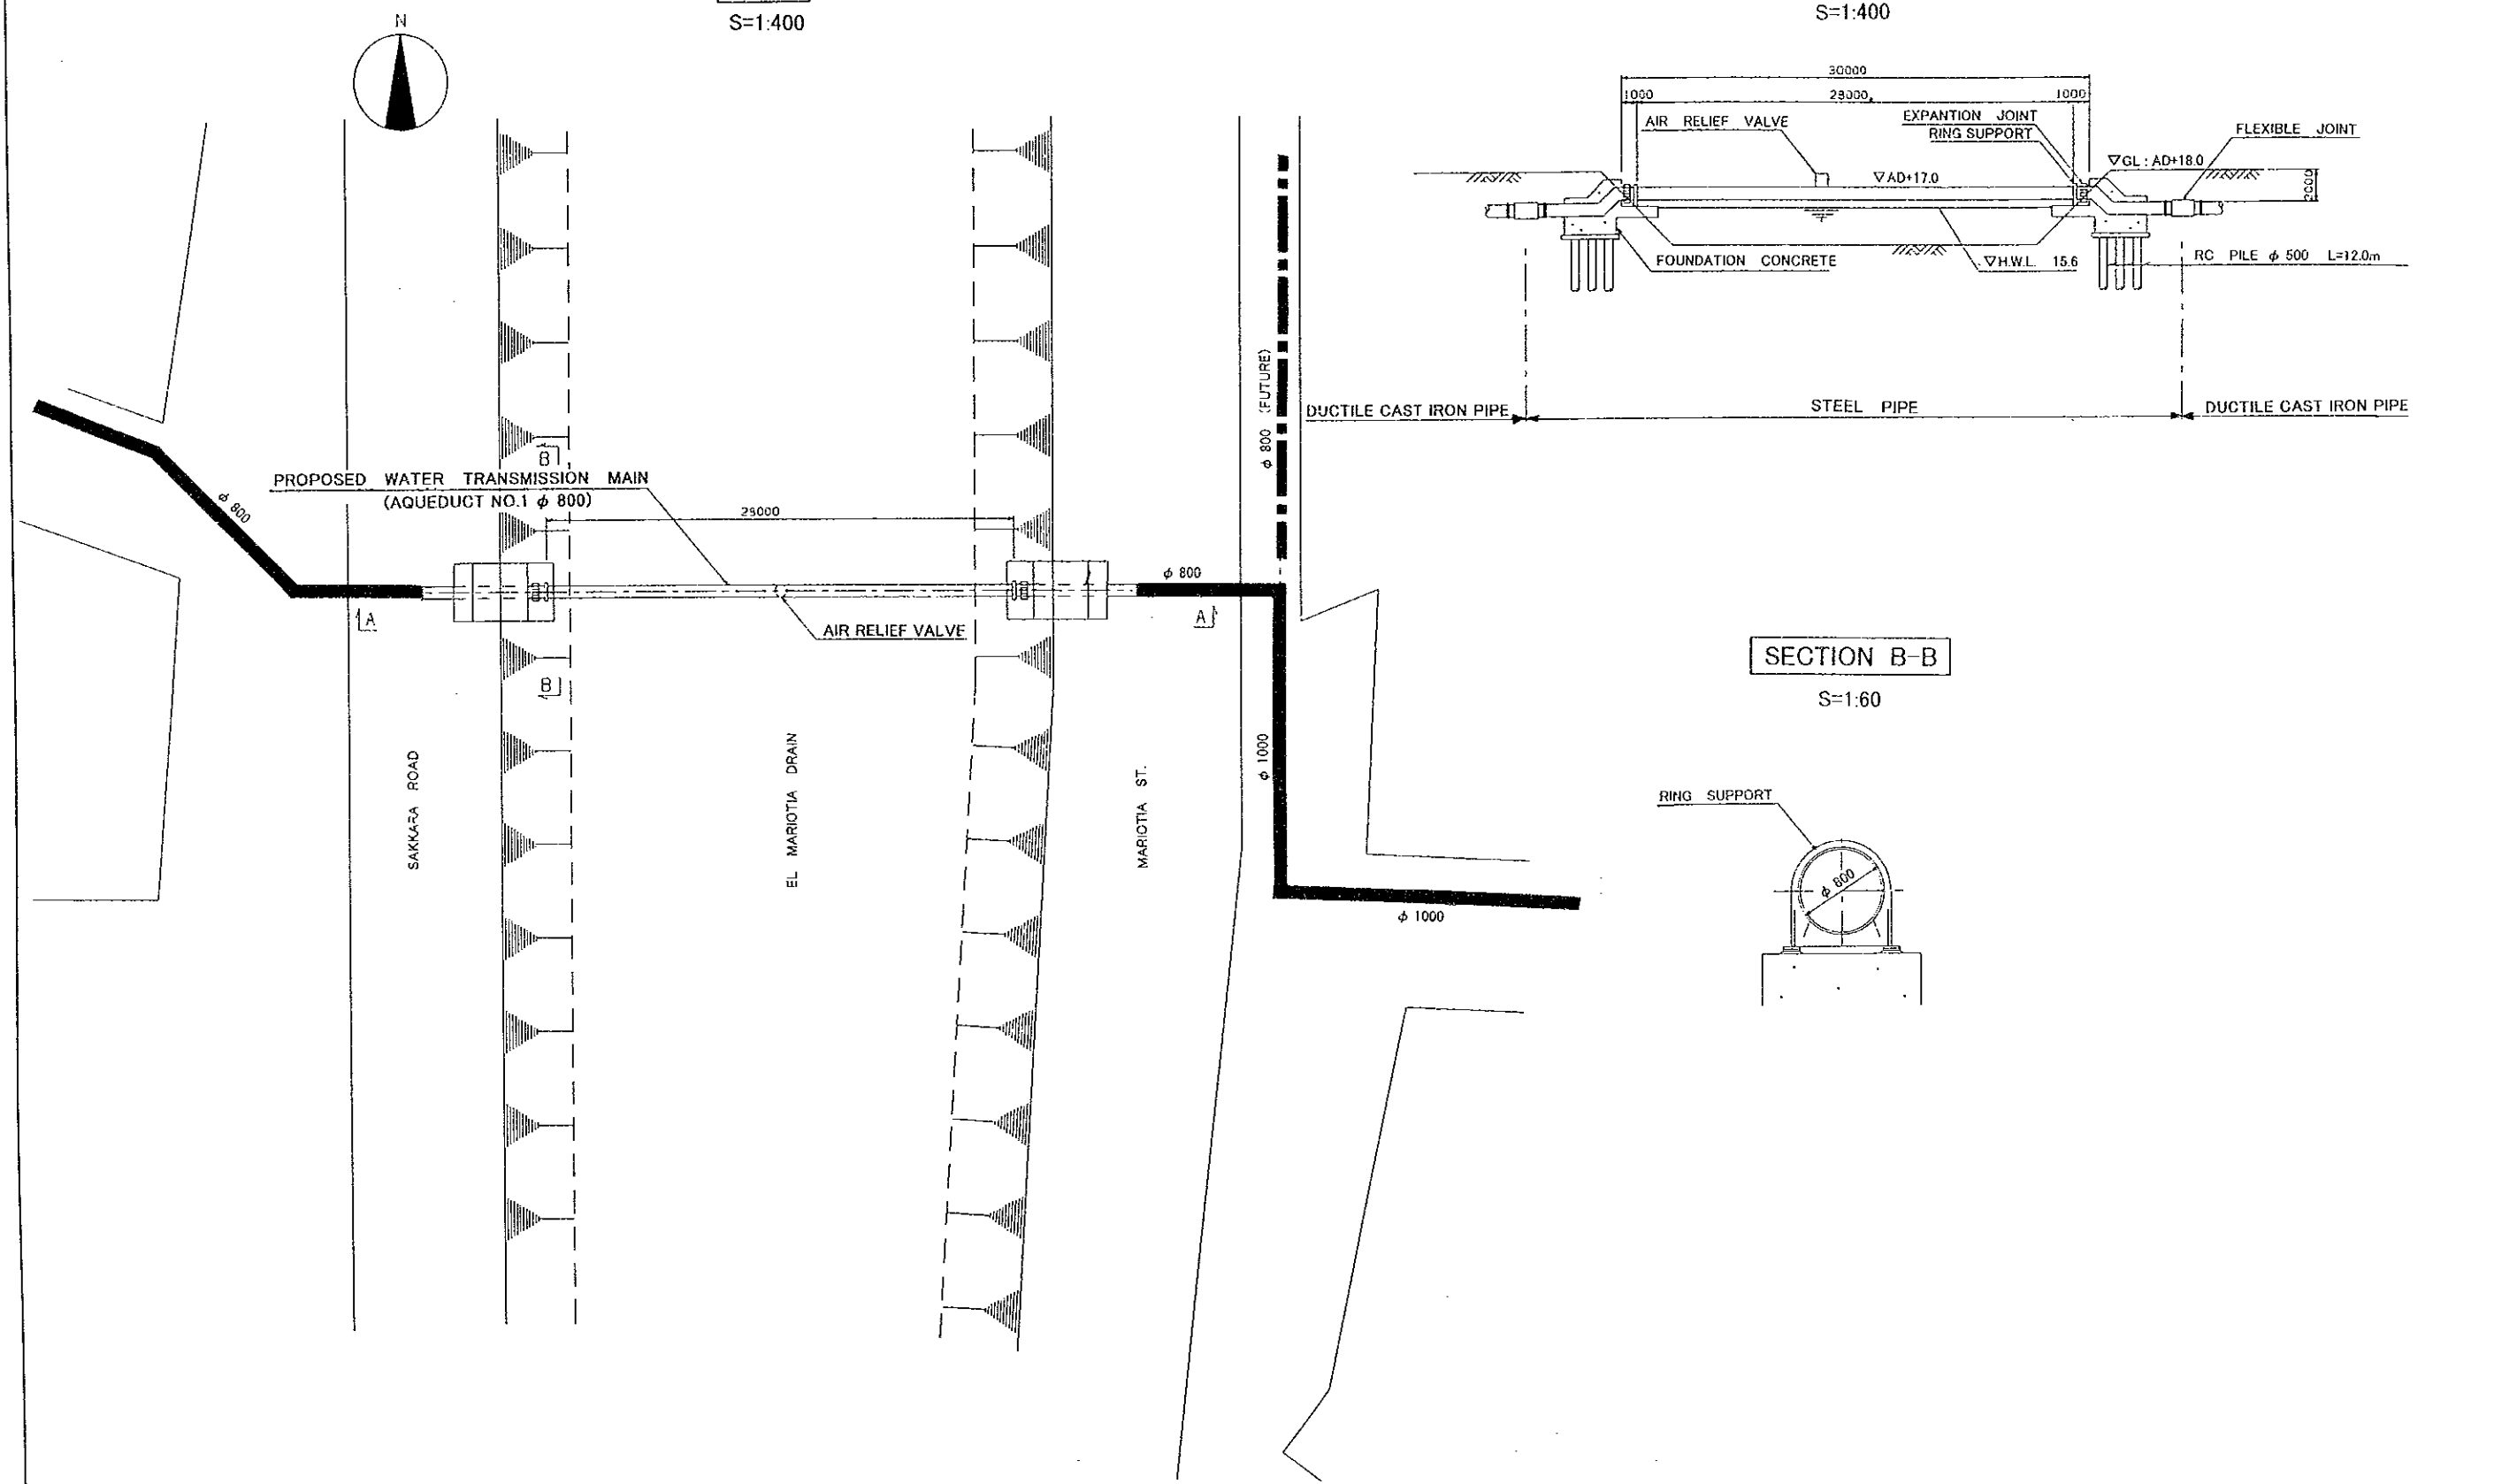 S=1:400
N
PROPOSED WATER TRANSMISSION MAIN
(AQUEDUCT NO.1 φ 800)
φ 800
B
28000
A
AIR RELIEF VALVE
B
φ 800
A
φ 800 (FUTURE)
φ 1000
φ 1000
SAKKARA ROAD
EL MARIOTIA DRAIN
MARIOTIA ST.
S=1:400
30000
1000
28000
1000
AIR RELIEF VALVE
EXPANTION JOINT
RING SUPPORT
FLEXIBLE JOINT
▽GL : AD+18.0
▽AD+17.0
2000
FOUNDATION CONCRETE
▽H.W.L. 15.6
RC PILE φ 500 L=12.0m
DUCTILE CAST IRON PIPE
STEEL PIPE
DUCTILE CAST IRON PIPE
SECTION B-B
S=1:60
RING SUPPORT
φ 800